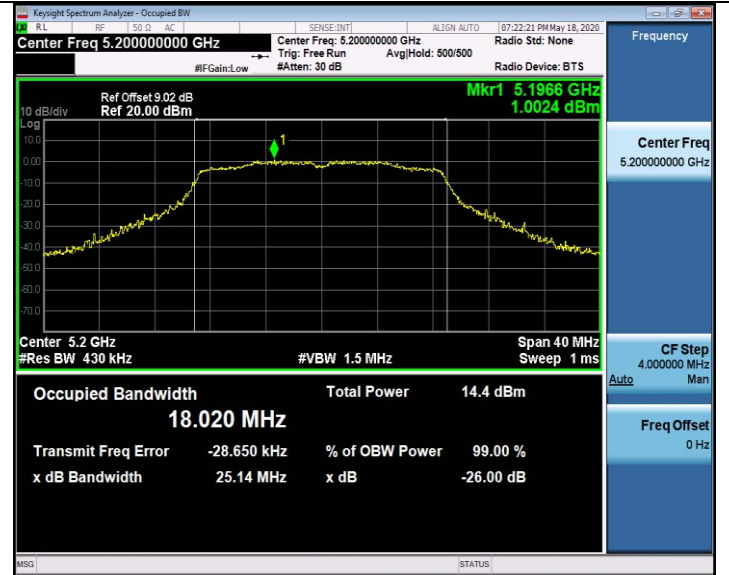 Keysight Spectrum Analyzer - Occupied BW
LXI RL RF 50 Ω AC SENSE:INT ALIGN AUTO 07:22:21 PM May 18, 2020
Center Freq 5.200000000 GHz
Center Freq: 5.200000000 GHz Radio Std: None
Trig: Free Run Avg|Hold: 500/500
#IFGain:Low #Atten: 30 dB Radio Device: BTS
Frequency
Mkr1 5.1966 GHz
1.0024 dBm
Ref Offset 9.02 dB
10 dB/div Ref 20.00 dBm
Log
10.0
0.00
-10.0
-20.0
-30.0
-40.0
-50.0
-60.0
-70.0
1
Center 5.2 GHz Span 40 MHz
#Res BW 430 kHz #VBW 1.5 MHz Sweep 1 ms
Center Freq
5.200000000 GHz
CF Step
4.000000 MHz
Auto Man
Freq Offset
0 Hz
Occupied Bandwidth Total Power 14.4 dBm
18.020 MHz
Transmit Freq Error -28.650 kHz % of OBW Power 99.00 %
x dB Bandwidth 25.14 MHz x dB -26.00 dB
MSG STATUS